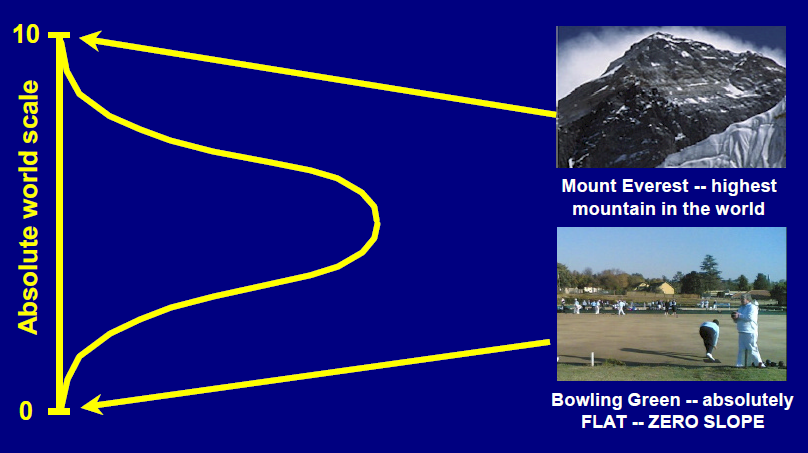 10
Absolute world scale
0
Mount Everest -- highest
mountain in the world
Bowling Green -- absolutely
FLAT -- ZERO SLOPE